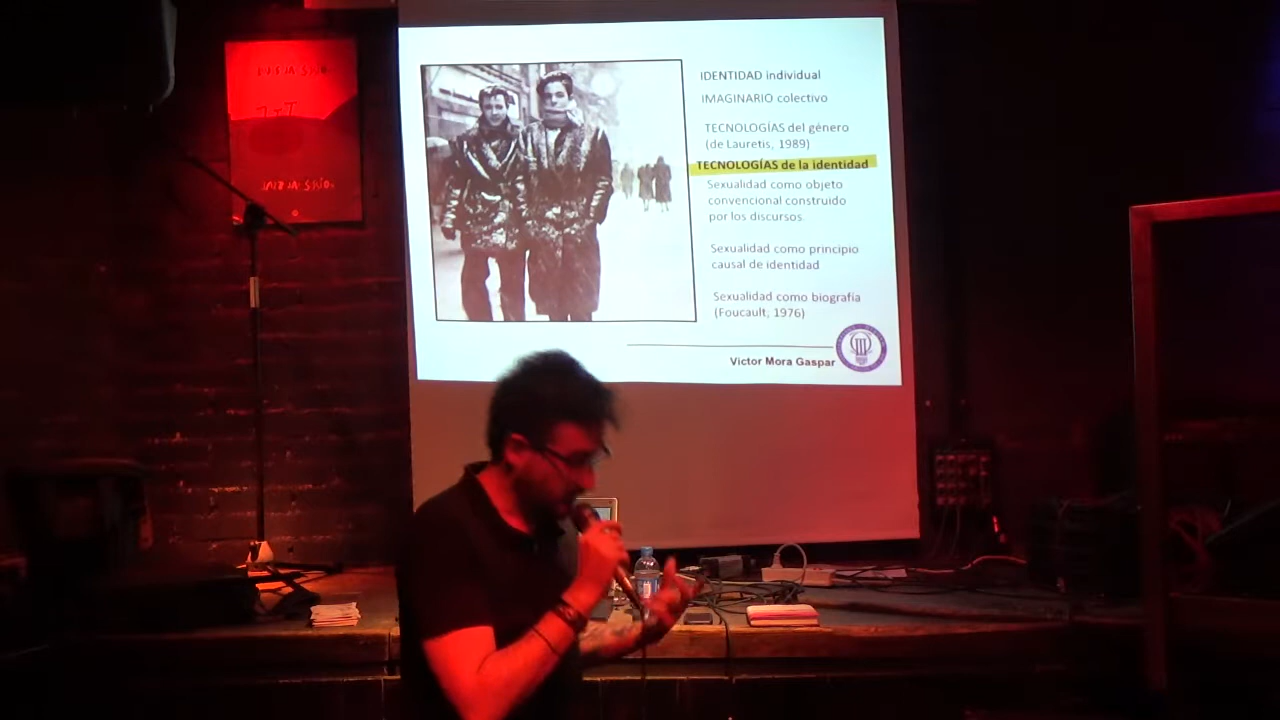 IDENTIDAD individual
IMAGINARIO colectivo
TECNOLOGÍAS del género
(de Lauretis, 1989)
TECNOLOGÍAS de la identidad
Sexualidad como objeto
convencional construido
por los discursos
Sexualidad como principio
causal de identidad
Sexualidad como biografía
(Foucault, 1976)
Victor Mora Gaspar